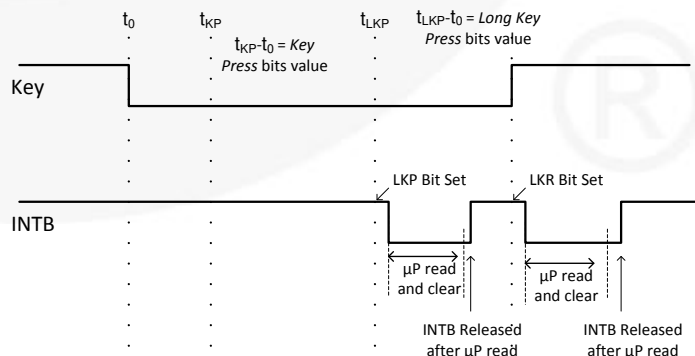 t0 tKP tLKP tLKP-t0 = Long Key
Press bits value
tKP-t0 = Key
Press bits value
Key
LKP Bit Set
LKR Bit Set
INTB
µP read
and clear
µP read
and clear
INTB Released
after µP read
INTB Released
after µP read
®